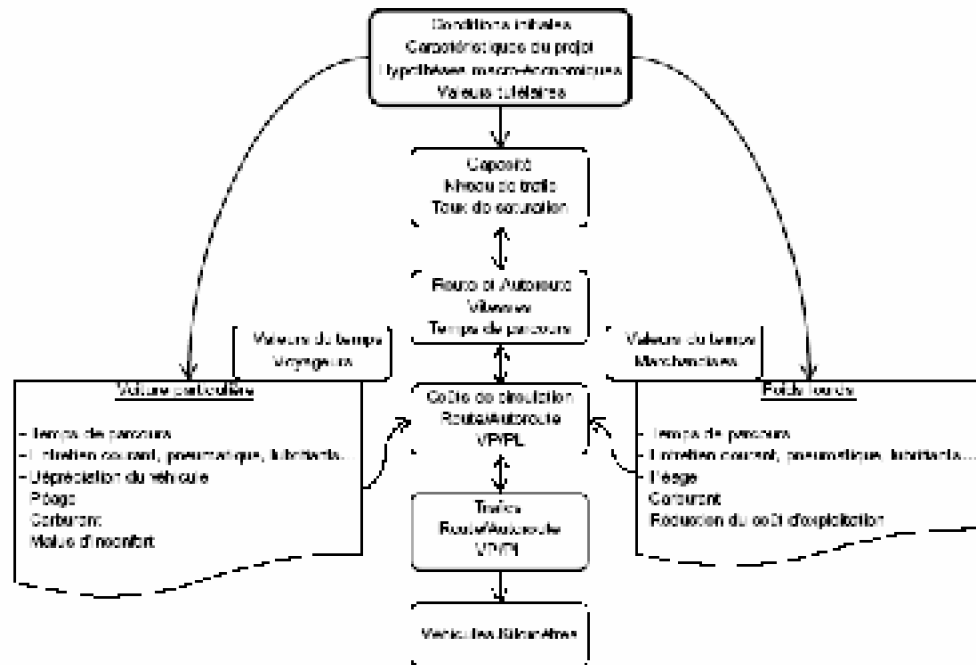 Conditions initiales
Caractéristiques du projet
Hypothèses macro-économiques
Valeurs tutélaires
Capacité
Niveau de trafic
Taux de saturation
Route et Autoroute
Vitesses
Temps de parcours
Valeurs du temps
Voyageurs
Valeurs du temps
Marchandises
Voiture particulière
- Temps de parcours
- Entretien courant, pneumatique, lubrifiants...
- Dépréciation du véhicule
- Péage
Carburant
Malus d'inconfort
Coûts de circulation
Route/Autoroute
VP/PL
Poids lourds
- Temps de parcours
- Entretien courant, pneumatique, lubrifiants...
- Péage
Carburant
Réduction du coût d'exploitation
Trafics
Route/Autoroute
VP/PL
Véhicules Kilomètres